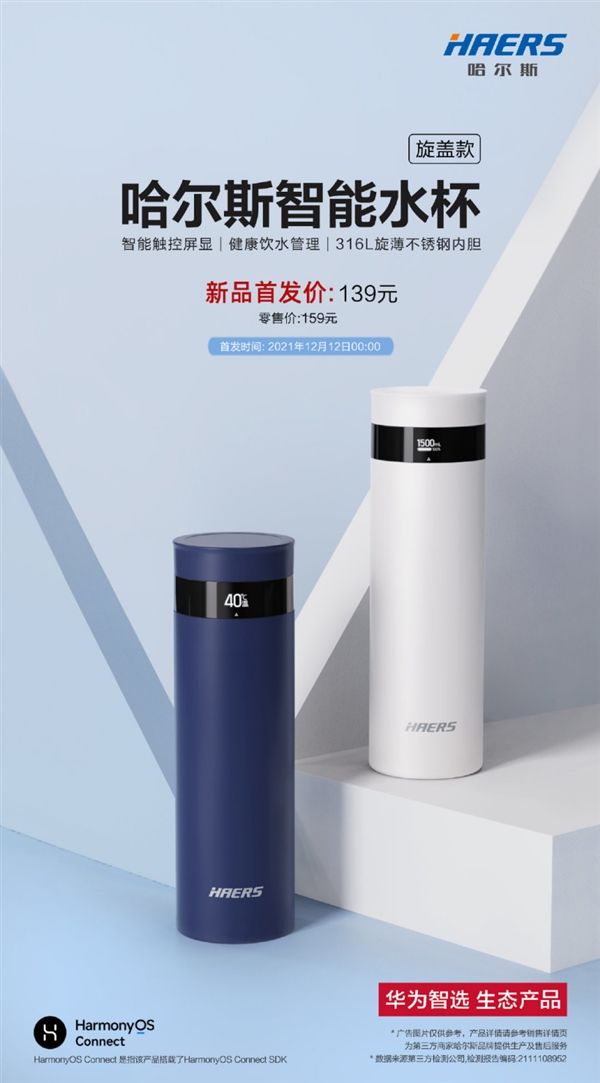 HAERS
哈尔斯
旋盖款
哈尔斯智能水杯
智能触控屏显|健康饮水管理|316L旋薄不锈钢内胆
新品首发价:139元
零售价:159元
首发时间: 2021年12月12日00:00
1500mL
100%
40℃
HAERS
HAERS
华为智选 生态产品
HarmonyOS
Connect
HarmonyOS Connect 是指该产品搭载了HarmonyOS Connect SDK
*广告图片仅供参考，产品详情请参考销售详情页
为第三方商家哈尔斯品牌提供生产及售后服务
*数据来源第三方检测公司,检测报告编码:2111108952